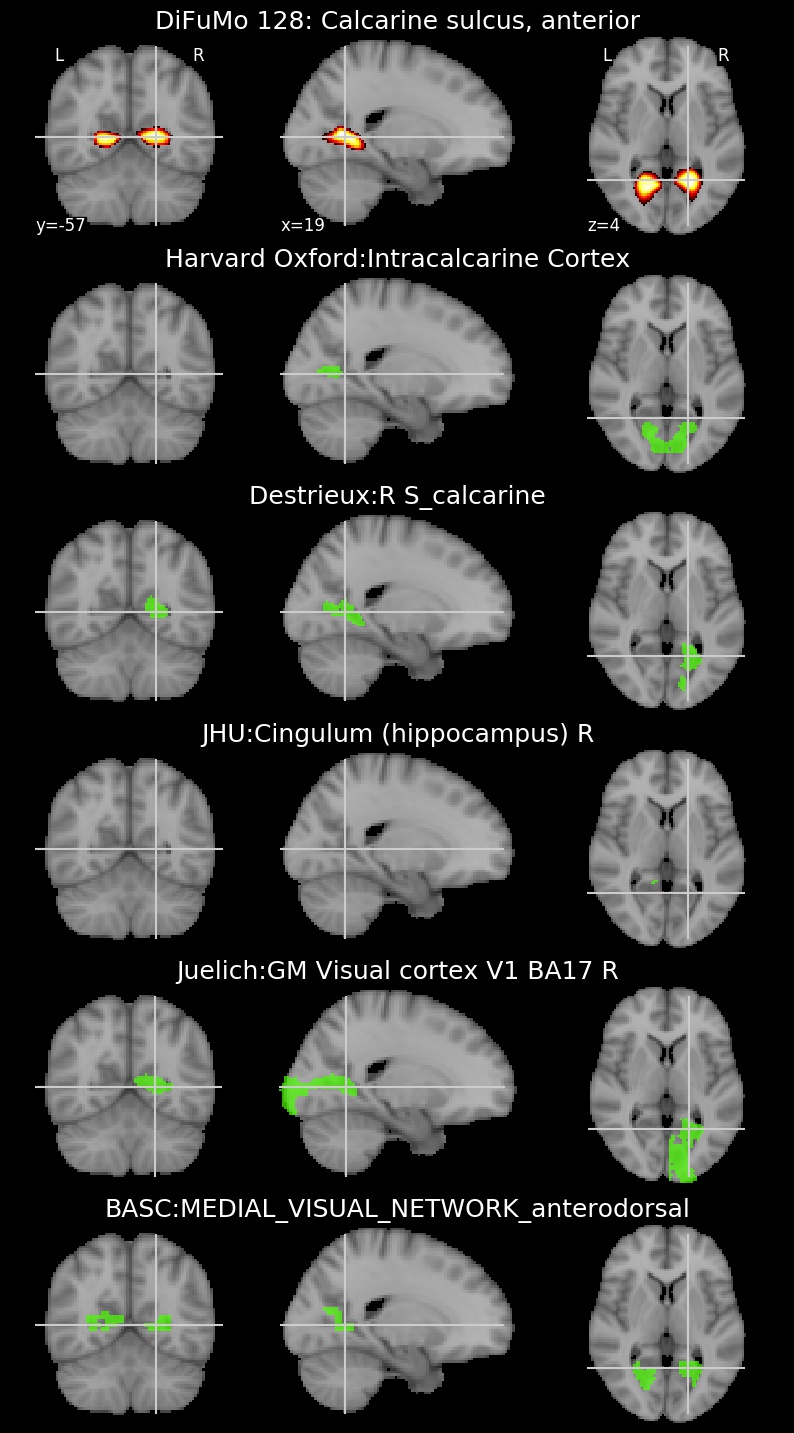 DiFuMo 128: Calcarine sulcus, anterior
L R L R
y=-57 x=19 z=4
Harvard Oxford:Intracalcarine Cortex
Destrieux:R S_calcarine
JHU:Cingulum (hippocampus) R
Juelich:GM Visual cortex V1 BA17 R
BASC:MEDIAL_VISUAL_NETWORK_anterodorsal